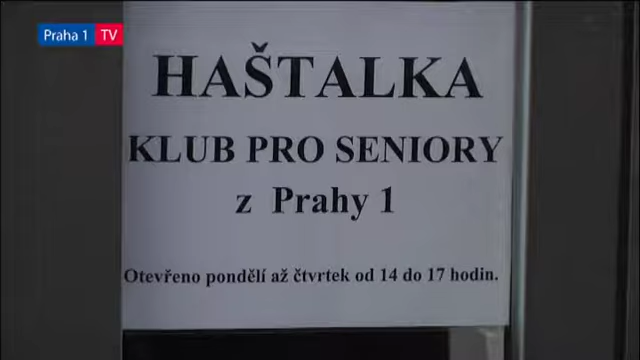 Praha 1 TV
HAŠTALKA
KLUB PRO SENIORY
z Prahy 1
Otevřeno pondělí až čtvrtek od 14 do 17 hodin.